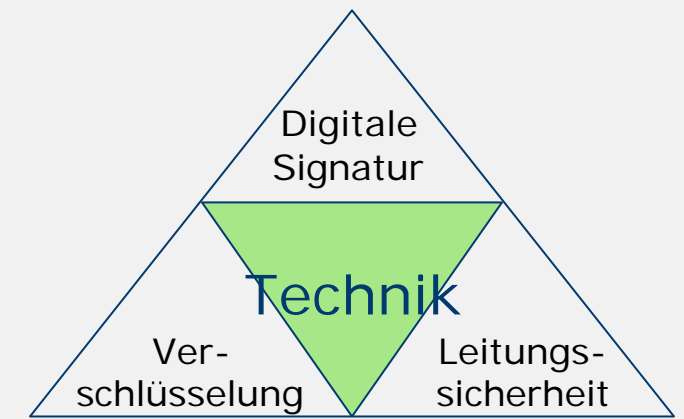 Digitale
Signatur
Technik
Ver-
schlüsselung
Leitungs-
sicherheit